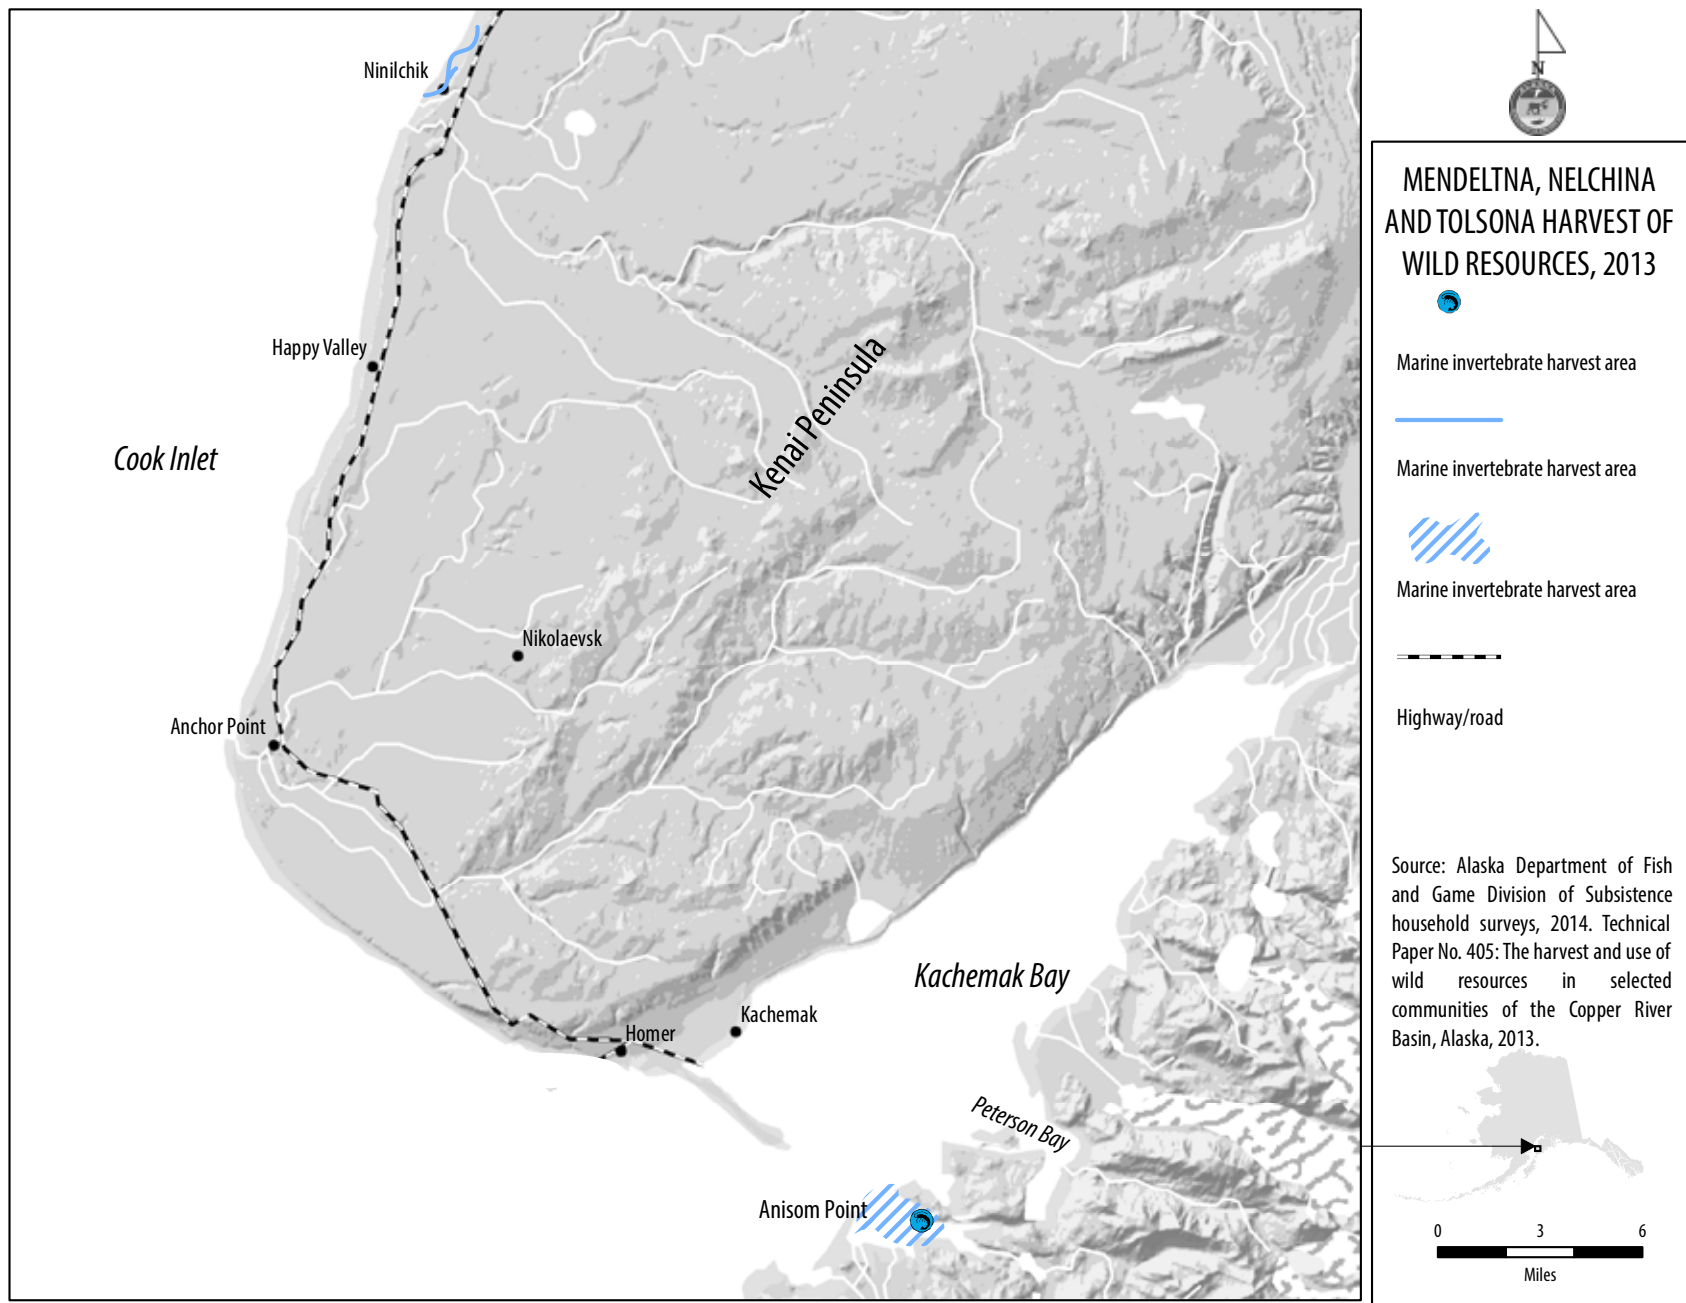 Ninilchik
Happy Valley
Cook Inlet
Kenai Peninsula
Nikolaevsk
Anchor Point
Kachemak Bay
Kachemak
Homer
Peterson Bay
Anisom Point
N
MENDELTNA, NELCHINA
AND TOLSONA HARVEST OF
WILD RESOURCES, 2013
Marine invertebrate harvest area
Marine invertebrate harvest area
Marine invertebrate harvest area
Highway/road
Source: Alaska Department of Fish
and Game Division of Subsistence
household surveys, 2014. Technical
Paper No. 405: The harvest and use of
wild resources in selected
communities of the Copper River
Basin, Alaska, 2013.
0 3 6
Miles